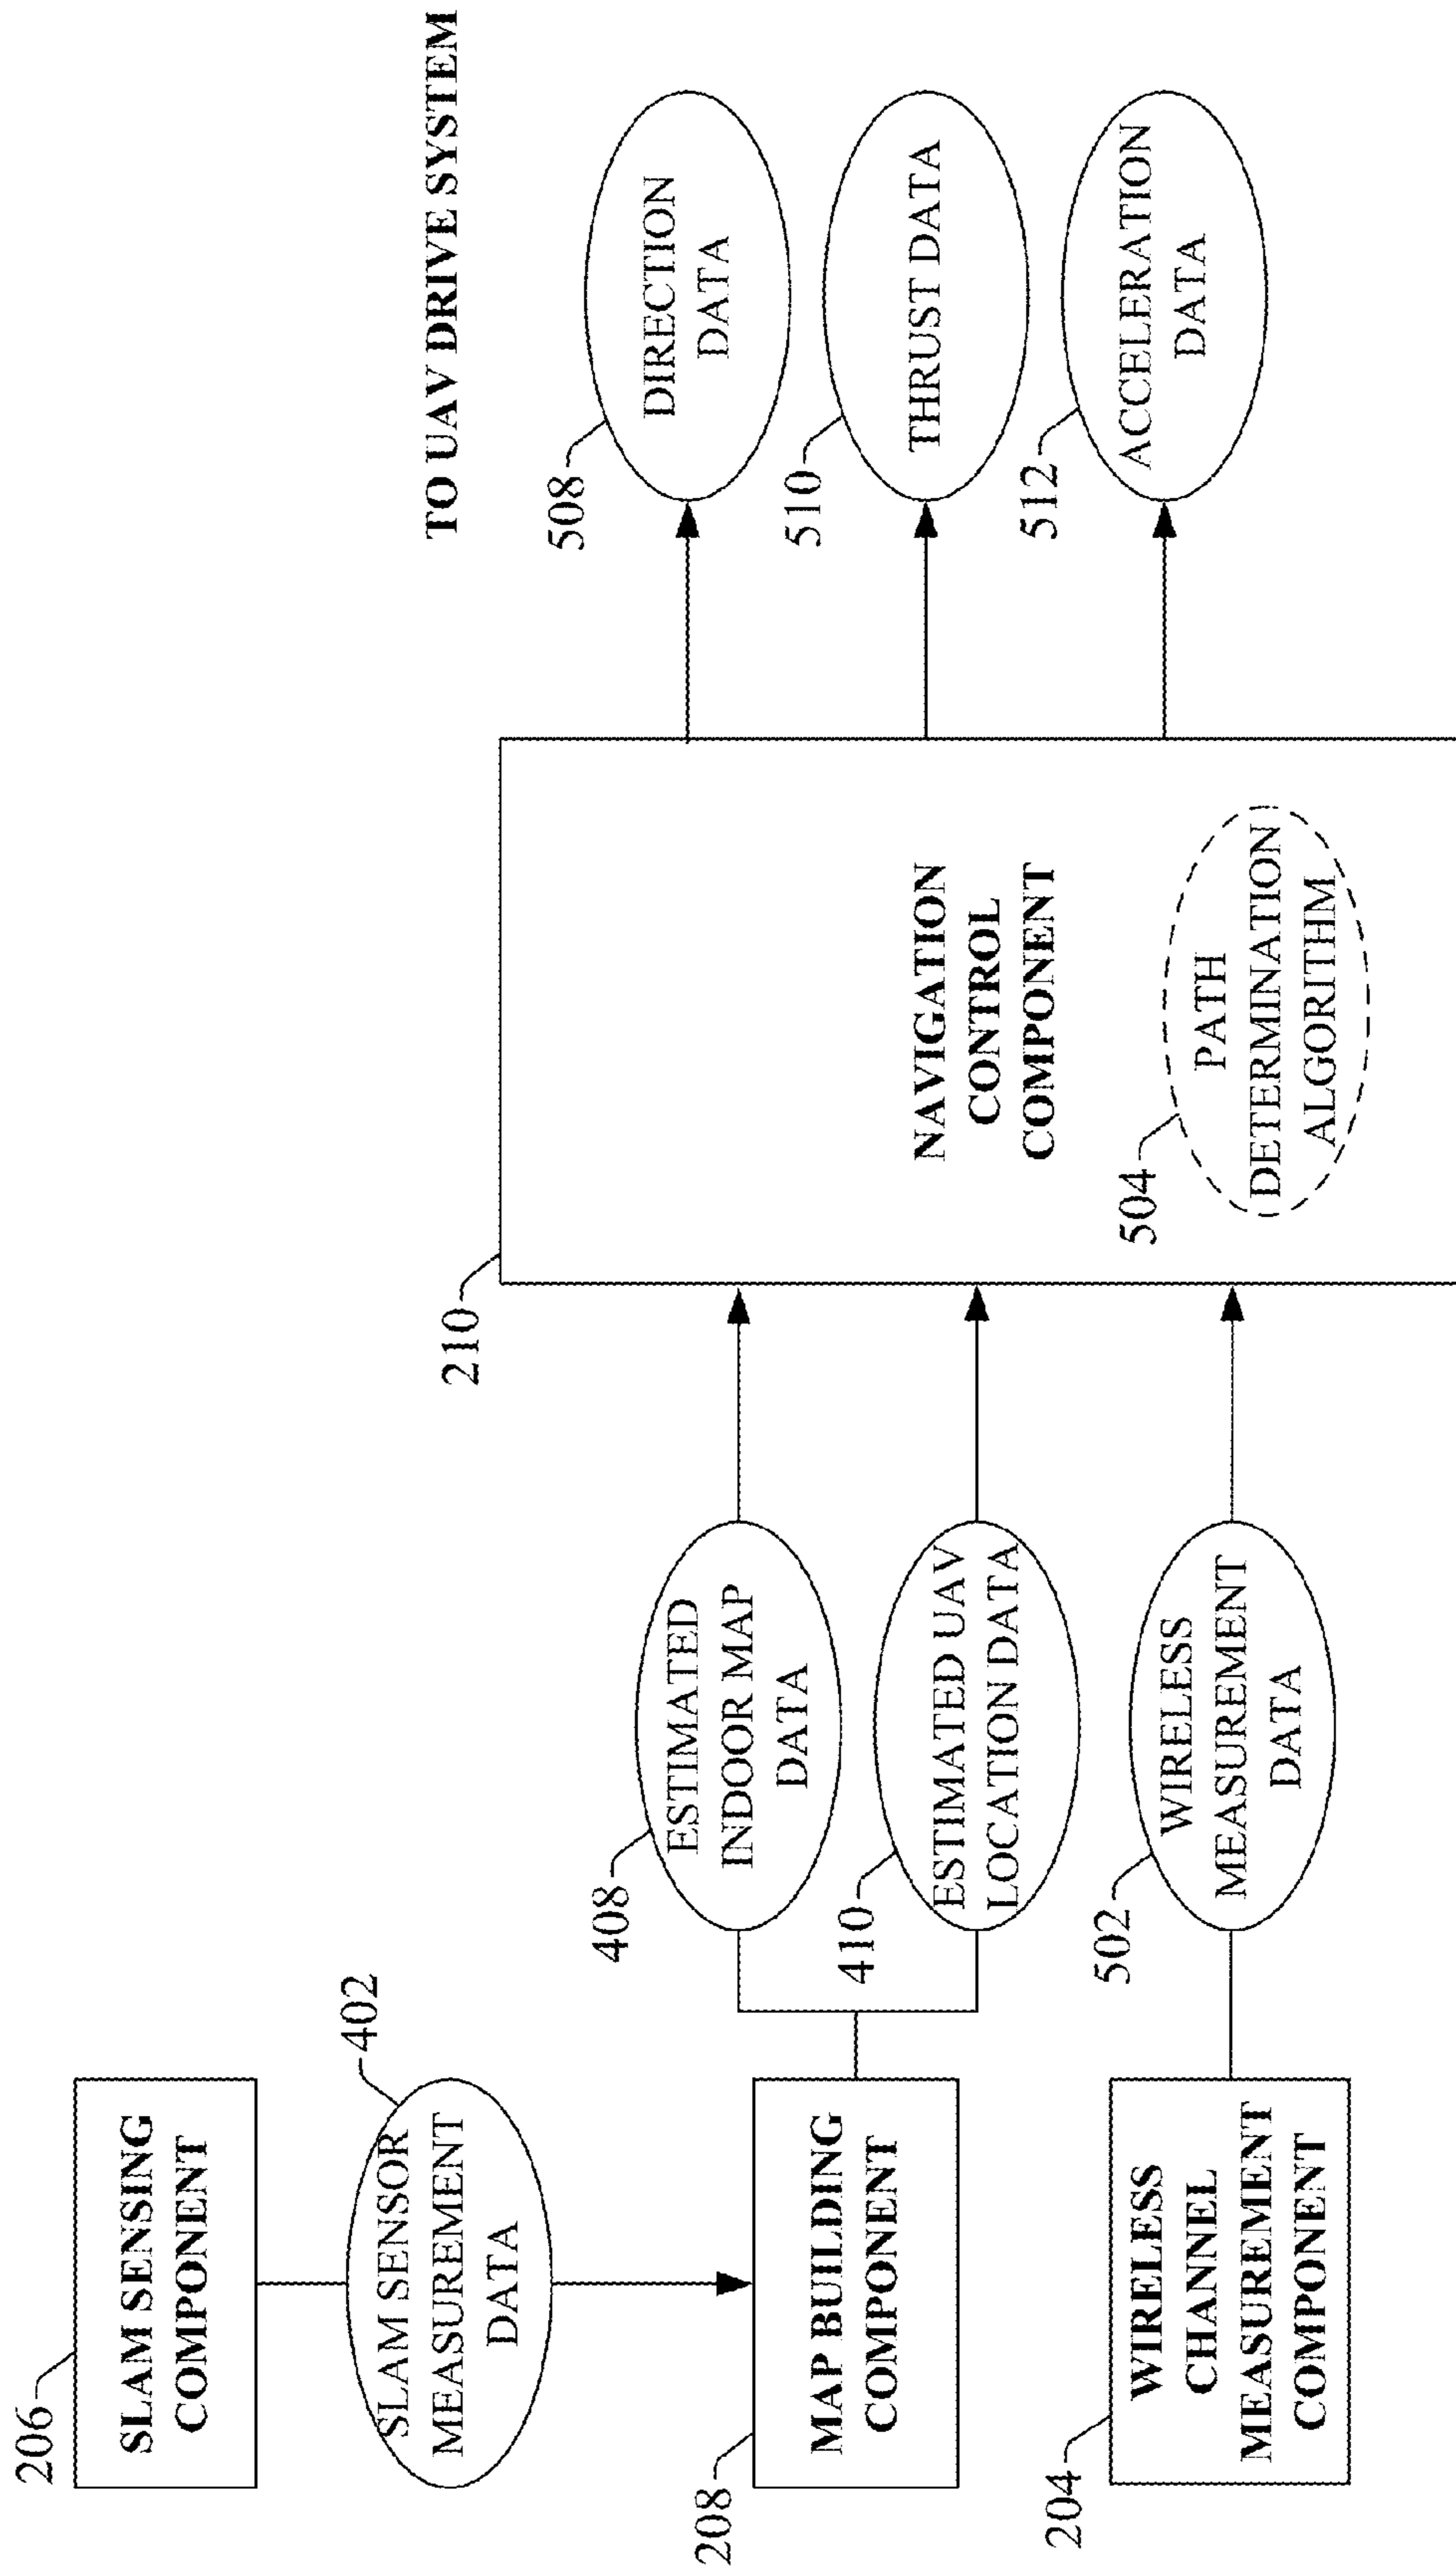 TO UAV DRIVE SYSTEM
206
SLAM SENSING
COMPONENT
402
SLAM SENSOR
MEASUREMENT
DATA
208
MAP BUILDING
COMPONENT
204
WIRELESS
CHANNEL
MEASUREMENT
COMPONENT
408
ESTIMATED
INDOOR MAP
DATA
410
ESTIMATED UAV
LOCATION DATA
502
WIRELESS
MEASUREMENT
DATA
210
NAVIGATION
CONTROL
COMPONENT
504
PATH
DETERMINATION
ALGORITHM
508
DIRECTION
DATA
510
THRUST DATA
512
ACCELERATION
DATA